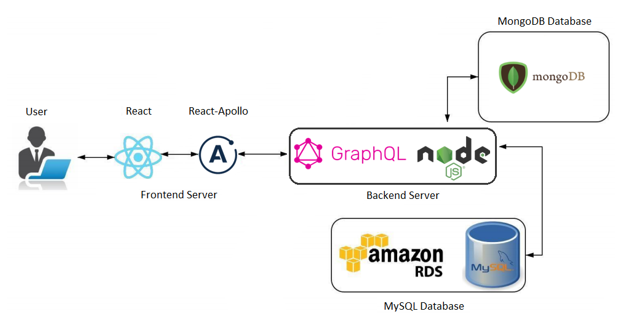 MongoDB Database
mongoDB
User
React
React-Apollo
A
GraphQL
node
JS
Frontend Server
Backend Server
amazon
RDS
MySQL
MySQL Database